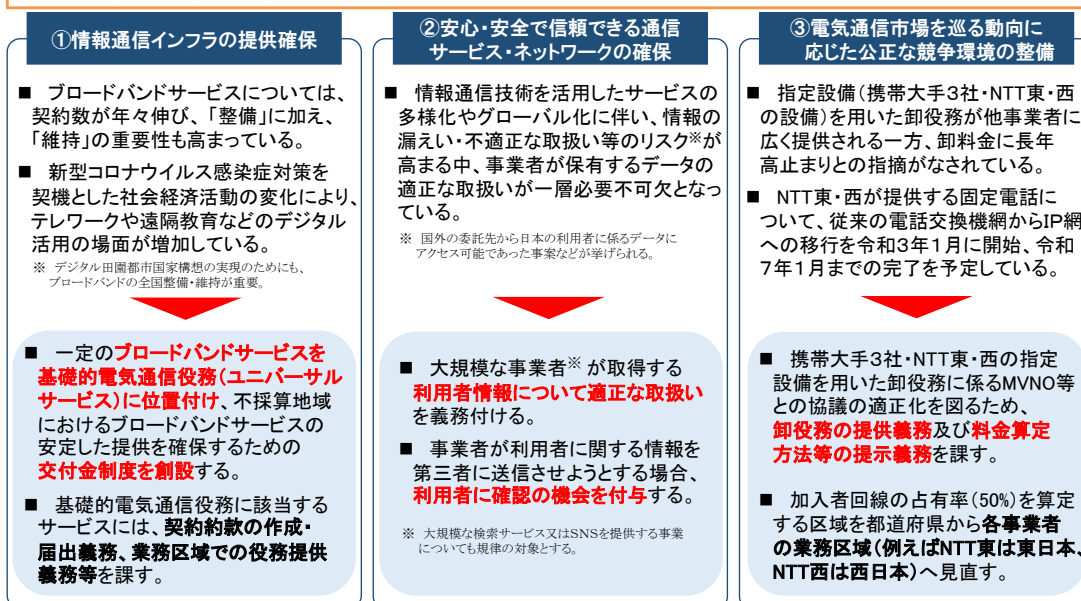 ①情報通信インフラの提供確保
■ ブロードバンドサービスについては、
契約数が年々伸び、「整備」に加え、
「維持」の重要性も高まっている。
■ 新型コロナウイルス感染症対策を
契機とした社会経済活動の変化により、
テレワークや遠隔教育などのデジタル
活用の場面が増加している。
※ デジタル田園都市国家構想の実現のためにも、
ブロードバンドの全国整備・維持が重要。
■ 一定のブロードバンドサービスを
基礎的電気通信役務（ユニバーサル
サービス）に位置付け、不採算地域
におけるブロードバンドサービスの
安定した提供を確保するための
交付金制度を創設する。
■ 基礎的電気通信役務に該当する
サービスには、契約約款の作成・
届出義務、業務区域での役務提供
義務等を課す。
②安心・安全で信頼できる通信
サービス・ネットワークの確保
■ 情報通信技術を活用したサービスの
多様化やグローバル化に伴い、情報の
漏えい・不適正な取扱い等のリスク※が
高まる中、事業者が保有するデータの
適正な取扱いが一層必要不可欠となっ
ている。
※ 国外の委託先から日本の利用者に係るデータに
アクセス可能であった事案などが挙げられる。
■ 大規模な事業者※ が取得する
利用者情報について適正な取扱い
を義務付ける。
■ 事業者が利用者に関する情報を
第三者に送信させようとする場合、
利用者に確認の機会を付与する。
※ 大規模な検索サービス又はSNSを提供する事業
についても規律の対象とする。
③電気通信市場を巡る動向に
応じた公正な競争環境の整備
■ 指定設備（携帯大手3社・NTT東・西
の設備）を用いた卸役務が他事業者に
広く提供される一方、卸料金に長年
高止まりとの指摘がなされている。
■ NTT東・西が提供する固定電話に
ついて、従来の電話交換機網からIP網
への移行を令和3年1月に開始、令和
7年1月までの完了を予定している。
■ 携帯大手3社・NTT東・西の指定
設備を用いた卸役務に係るMVNO等
との協議の適正化を図るため、
卸役務の提供義務及び料金算定
方法等の提示義務を課す。
■ 加入者回線の占有率（50%）を算定
する区域を都道府県から各事業者
の業務区域（例えばNTT東は東日本、
NTT西は西日本）へ見直す。